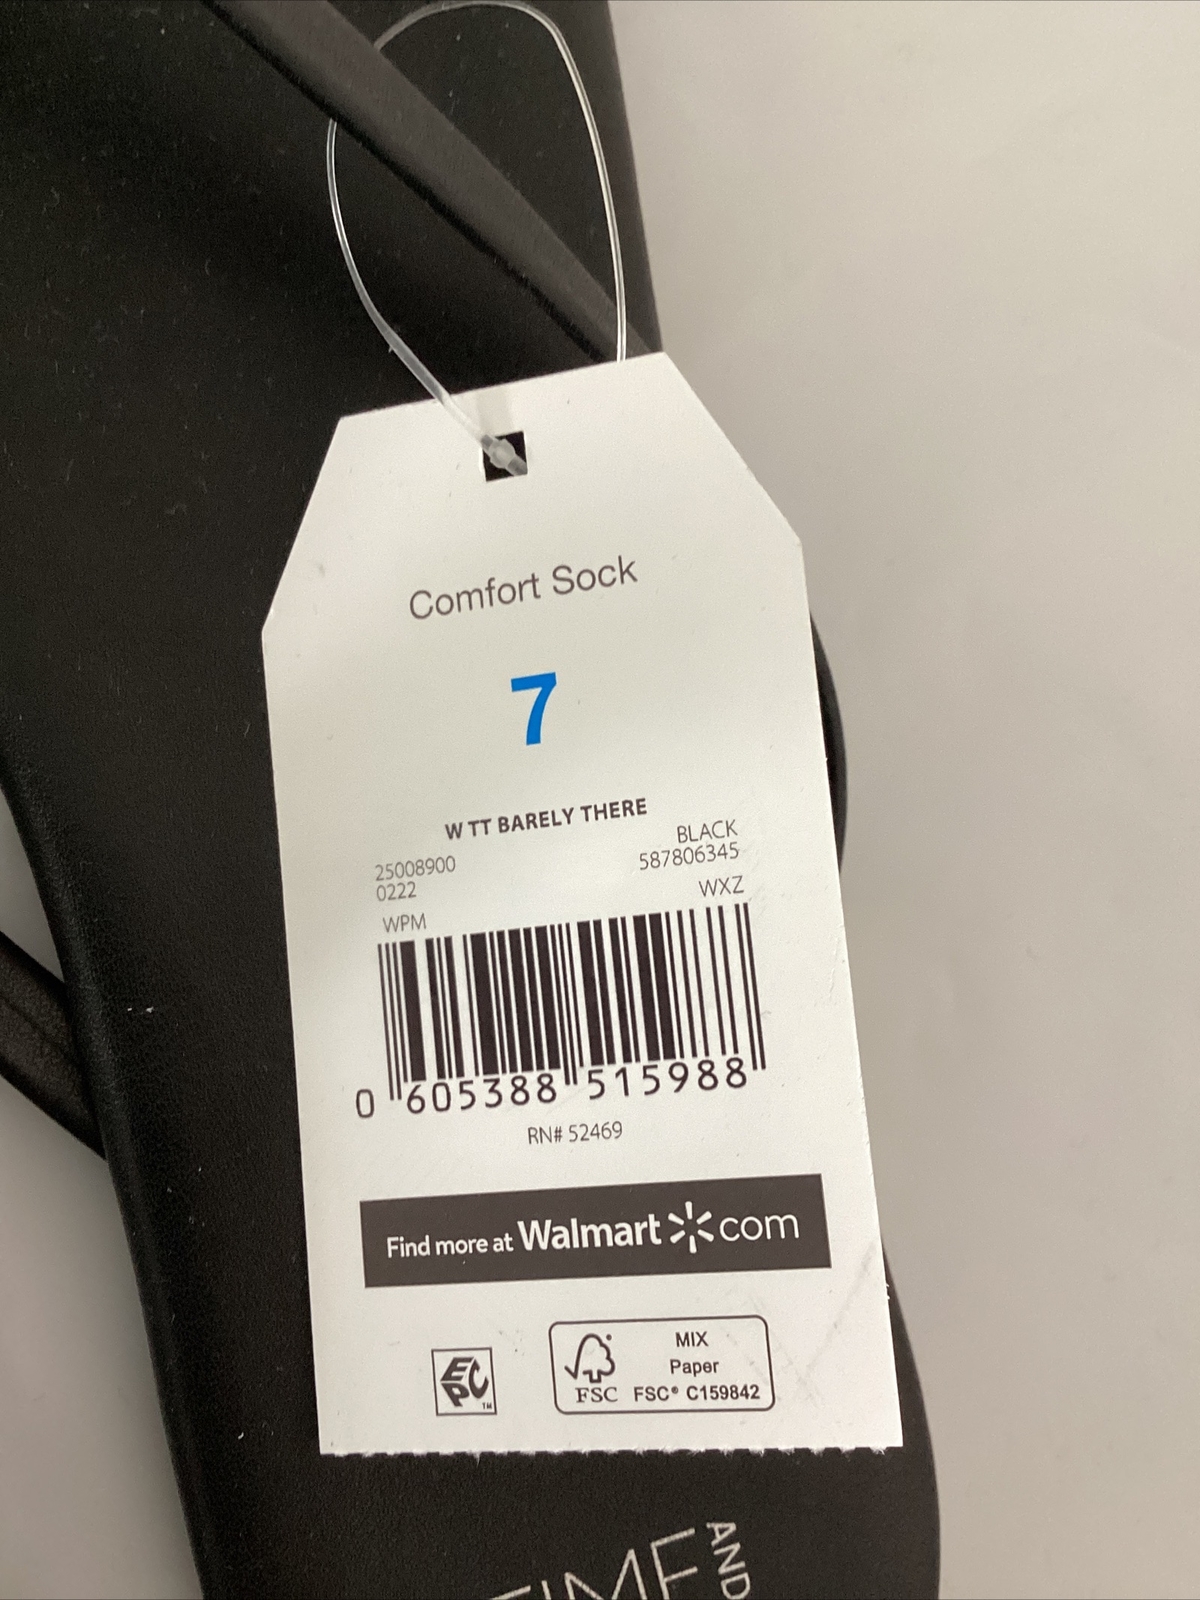 Comfort Sock
7
W TT BARELY THERE
BLACK
25008900 587806345
0222
WXZ
WPM
0 605388 515988
RN# 52469
Find more at Walmart com
EPC TM
MIX
Paper
FSC FSC® C159842
AND